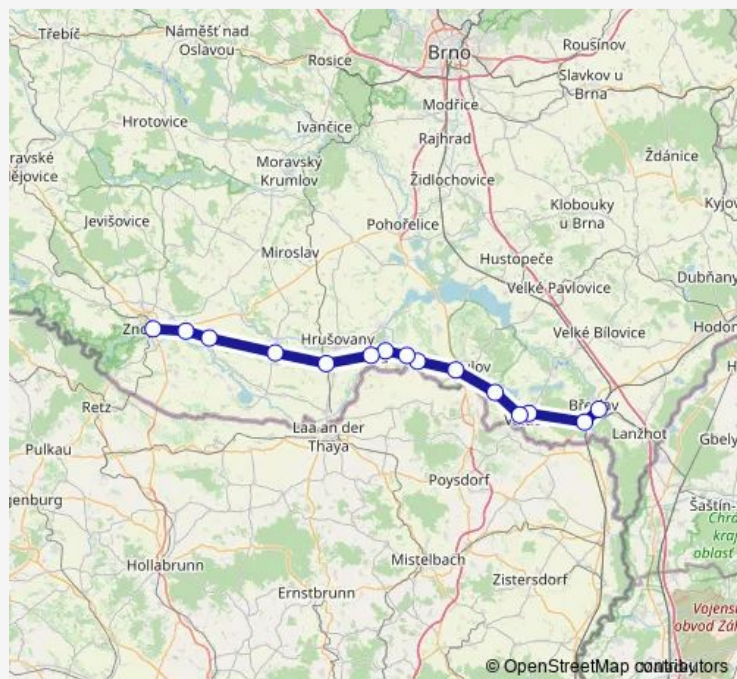 Třebíč
Náměšť nad
Oslavou
Rosice
Brno
Rousínov
Slavkov u
Brna
Modřice
Hrotovice
Ivančice
Rajhrad
Ždánice
Moravský
Krumlov
Židlochovice
Jevišovice
Pohořelice
Klobouky
u Brna
Kyjov
Miroslav
Hustopeče
Velké Pavlovice
Dubňany
Hrušovany
Velké Bílovice
Retz
Laa an der
Thaya
Lanžhot
Gbely
Pulkau
Poysdorf
Hollabrunn
Mistelbach
Zistersdorf
Ernstbrunn
© OpenStreetMap contributors